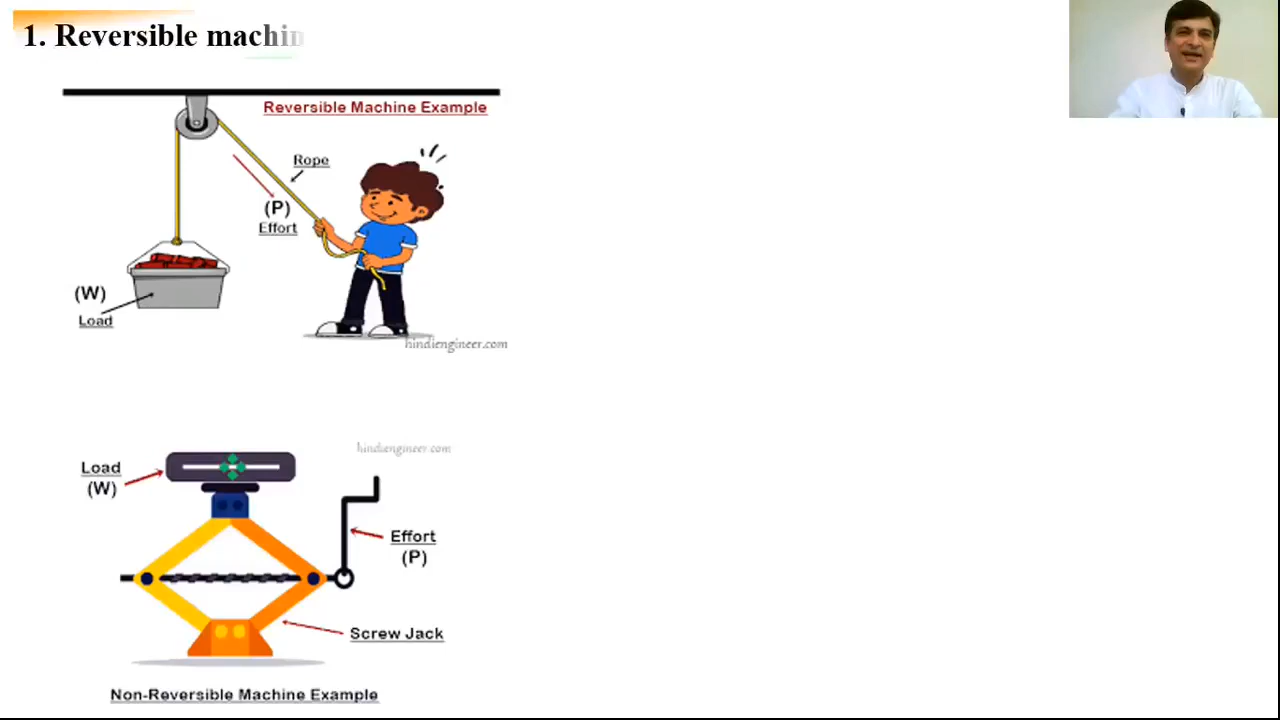 1. Reversible machin
Reversible Machine Example
Rope
(P)
Effort
(W)
Load
hindiengineer.com
hindiengineer.com
Load
(W)
Effort
(P)
Screw Jack
Non-Reversible Machine Example